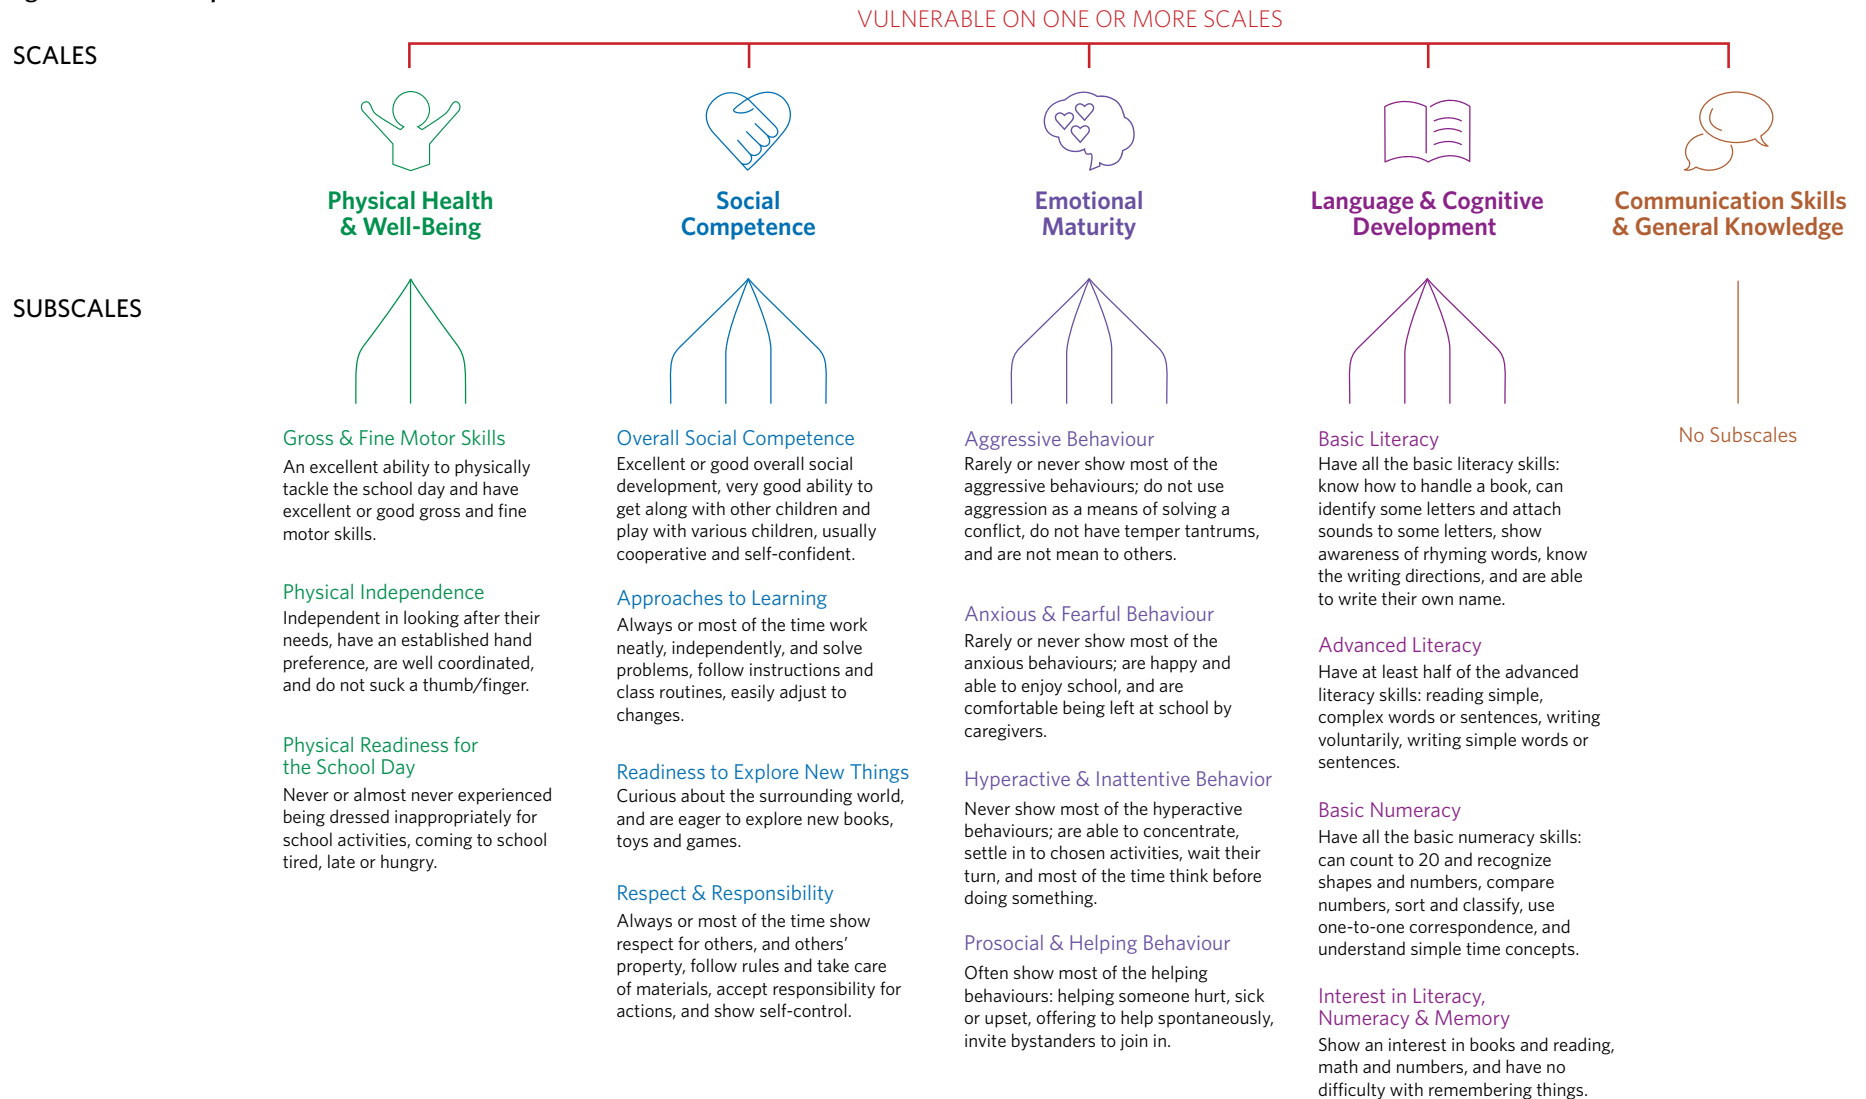 VULNERABLE ON ONE OR MORE SCALES
SCALES
Physical Health
& Well-Being
Social
Competence
Emotional
Maturity
Language & Cognitive
Development
Communication Skills
& General Knowledge
SUBSCALES
Gross & Fine Motor Skills
An excellent ability to physically
tackle the school day and have
excellent or good gross and fine
motor skills.
Physical Independence
Independent in looking after their
needs, have an established hand
preference, are well coordinated,
and do not suck a thumb/finger.
Physical Readiness for
the School Day
Never or almost never experienced
being dressed inappropriately for
school activities, coming to school
tired, late or hungry.
Overall Social Competence
Excellent or good overall social
development, very good ability to
get along with other children and
play with various children, usually
cooperative and self-confident.
Approaches to Learning
Always or most of the time work
neatly, independently, and solve
problems, follow instructions and
class routines, easily adjust to
changes.
Readiness to Explore New Things
Curious about the surrounding world,
and are eager to explore new books,
toys and games.
Respect & Responsibility
Always or most of the time show
respect for others, and others'
property, follow rules and take care
of materials, accept responsibility for
actions, and show self-control.
Aggressive Behaviour
Rarely or never show most of the
aggressive behaviours; do not use
aggression as a means of solving a
conflict, do not have temper tantrums,
and are not mean to others.
Anxious & Fearful Behaviour
Rarely or never show most of the
anxious behaviours; are happy and
able to enjoy school, and are
comfortable being left at school by
caregivers.
Hyperactive & Inattentive Behavior
Never show most of the hyperactive
behaviours; are able to concentrate,
settle in to chosen activities, wait their
turn, and most of the time think before
doing something.
Prosocial & Helping Behaviour
Often show most of the helping
behaviours: helping someone hurt, sick
or upset, offering to help spontaneously,
invite bystanders to join in.
Basic Literacy
Have all the basic literacy skills:
know how to handle a book, can
identify some letters and attach
sounds to some letters, show
awareness of rhyming words, know
the writing directions, and are able
to write their own name.
Advanced Literacy
Have at least half of the advanced
literacy skills: reading simple,
complex words or sentences, writing
voluntarily, writing simple words or
sentences.
Basic Numeracy
Have all the basic numeracy skills:
can count to 20 and recognize
shapes and numbers, compare
numbers, sort and classify, use
one-to-one correspondence, and
understand simple time concepts.
Interest in Literacy,
Numeracy & Memory
Show an interest in books and reading,
math and numbers, and have no
difficulty with remembering things.
No Subscales